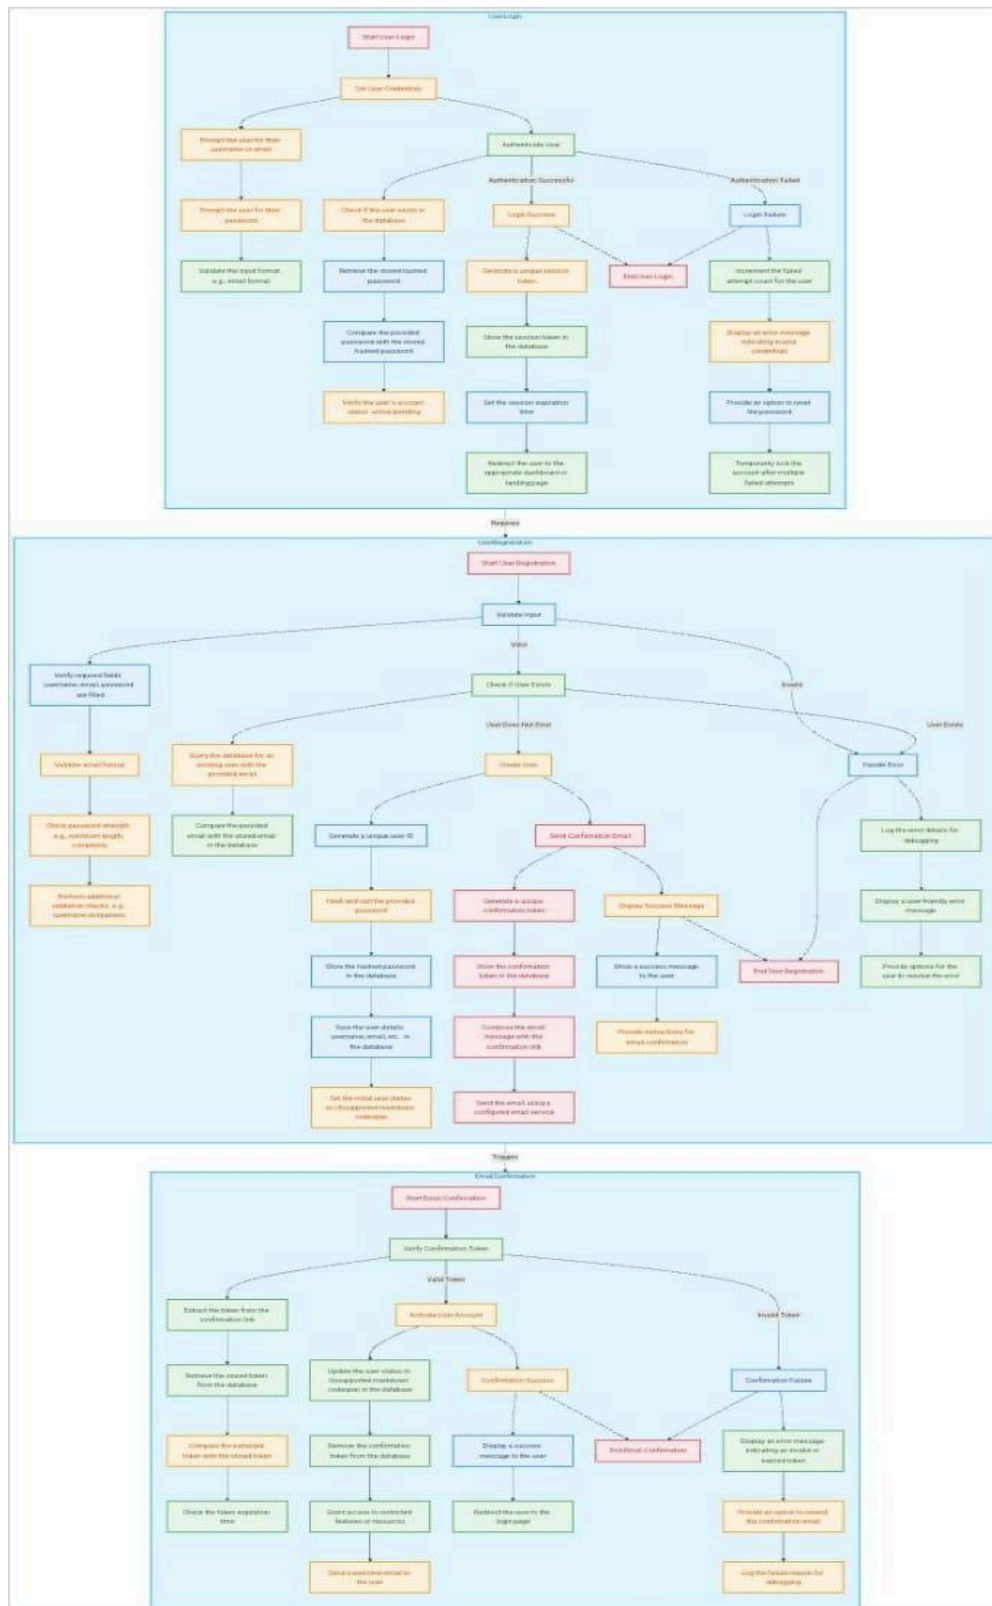 UserLogin
Start User Login
Get User Credentials
Prompt the user for their
username or email
Authenticate User
Authentication Successful
Authentication Failed
Prompt the user for their
password
Check if the user exists in
the database
Login Success
Login Failure
Validate the input format,
e.g., email format
Retrieve the stored hashed
password
Generate a unique session
token
End User Login
Increment the failed
attempt count for the user
Compare the provided
password with the stored
hashed password
Store the session token in
the database
Display an error message
indicating invalid
credentials
Verify the user's account
status
Set the session expiration
time
Provide an option to reset
the password
Redirect the user to the
appropriate dashboard or
landing page
Temporarily lock the
account after multiple
failed attempts
Requires
UserRegistration
Start User Registration
Validate Input
Valid
Invalid
Verify required fields
username, email, password
are filled
Check if User Exists
User Does Not Exist
User Exists
Validate email format
Query the database for an
existing user with the
provided email
Create User
Handle Error
Check password strength
e.g., minimum length,
complexity
Compare the provided
email with the stored email
in the database
Generate a unique user ID
Send Confirmation Email
Log the error details for
debugging
Perform additional
validation checks e.g.
username uniqueness
Hash and salt the provided
password
Generate a unique
confirmation token
Display Success Message
Display a user-friendly error
message
Store the hashed password
in the database
Store the confirmation
token in the database
Show a success message
to the user
End User Registration
Provide options for the
user to resolve the error
Save the user details
username, email, etc. in
the database
Compose the email
message with the
confirmation link
Provide instructions for
email confirmation
Set the initial user status
as Unsupported markdown
codespan
Send the email using a
configured email service
Triggers
Email Confirmation
Start Email Confirmation
Verify Confirmation Token
Valid Token
Invalid Token
Extract the token from the
confirmation link
Activate User Account
Retrieve the stored token
from the database
Update the user status to
Unsupported markdown
codespan in the database
Confirmation Success
Confirmation Failure
Compare the extracted
token with the stored token
Remove the confirmation
token from the database
Display a success
message to the user
End Email Confirmation
Display an error message
indicating an invalid or
expired token
Check the token expiration
time
Grant access to restricted
features or resources
Redirect the user to the
login page
Provide an option to resend
the confirmation email
Send a welcome email to
the user
Log the failure reason for
debugging